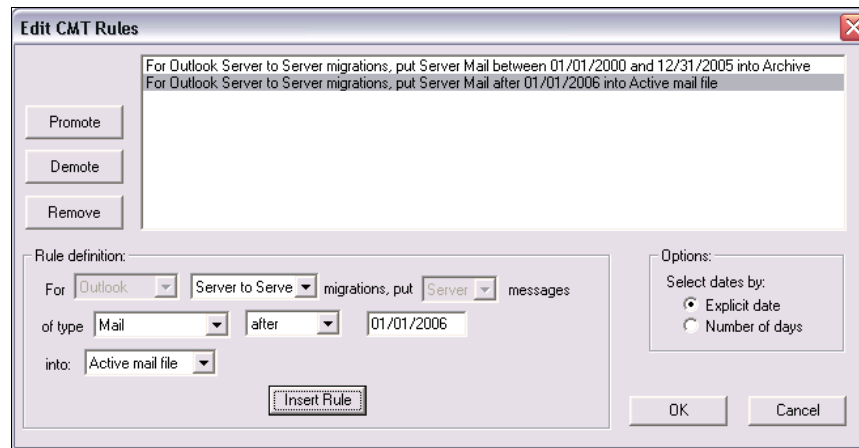 Edit CMT Rules
For Outlook Server to Server migrations, put Server Mail between 01/01/2000 and 12/31/2005 into Archive
For Outlook Server to Server migrations, put Server Mail after 01/01/2006 into Active mail file
Promote
Demote
Remove
Rule definition:
For Outlook Server to Serve migrations, put Server messages
of type Mail after 01/01/2006
into: Active mail file
Insert Rule
Options:
Select dates by:
Explicit date
Number of days
OK Cancel